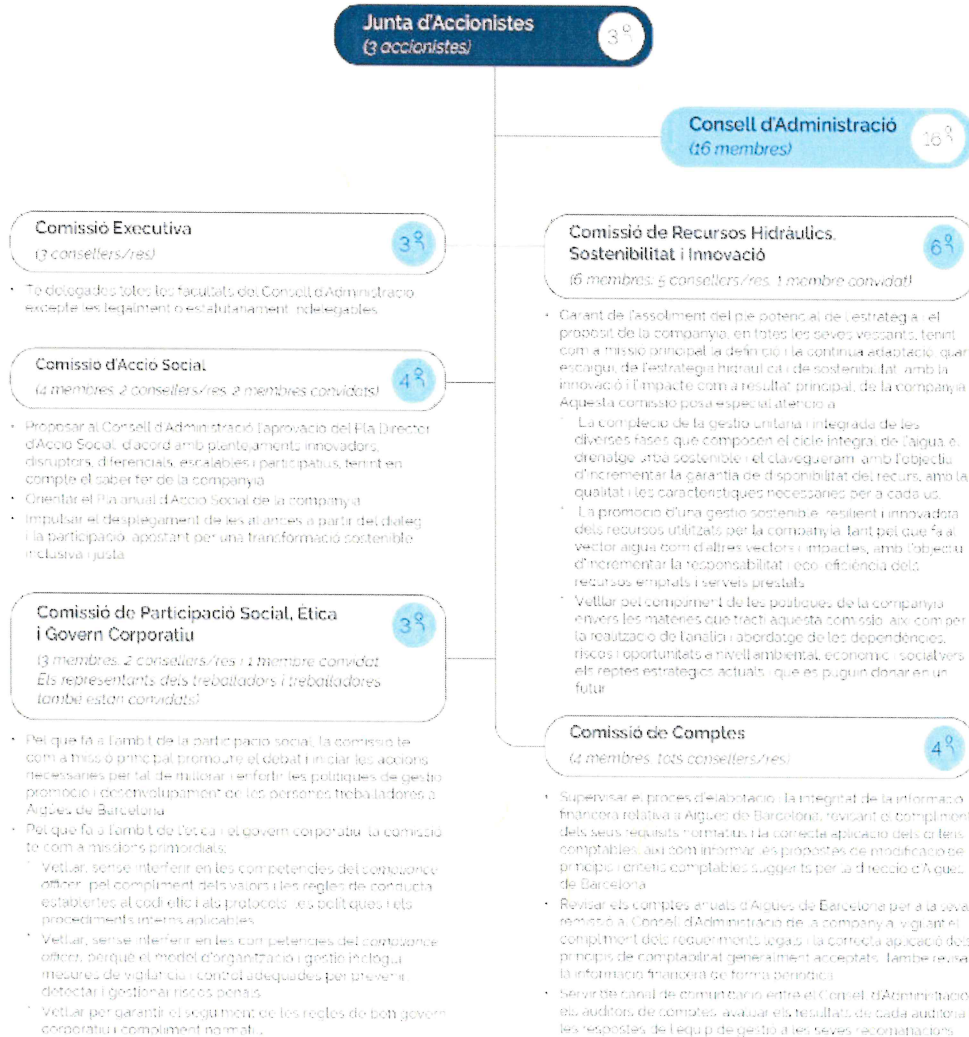 Junta d'Accionistes
(3 accionistes)
3
Consell d'Administració
(16 membres)
16
Comissió Executiva
(3 consellers/res)
3
• Té delegades totes les facultats del Consell d'Administració
excepte les legalment o estatutàriament indelegables
Comissió d'Acció Social
(4 membres, 2 consellers/res, 2 membres convidats)
4
• Proposar al Consell d'Administració l'aprovació del Pla Director
d'Acció Social, d'acord amb plantejaments innovadors,
disruptors, diferencials, escalables i participatius, tenint en
compte el saber fer de la companyia
• Orientar el Pla anual d'Acció Social de la companyia
• Impulsar el desplegament de les aliances a partir del diàleg
i la participació, apostant per una transformació sostenible
inclusiva i justa
Comissió de Participació Social, Ètica
i Govern Corporatiu
(3 membres, 2 consellers/res i 1 membre convidat
Els representants dels treballadors i treballadores
també estan convidats)
3
• Pel que fa a l'àmbit de la participació social, la comissió té
com a missió principal promoure el debat i iniciar les accions
necessàries per tal de millorar i enfortir les polítiques de gestió
promoció i desenvolupament de les persones treballadores a
Aigües de Barcelona
• Pel que fa a l'àmbit de l'ètica i el govern corporatiu, la comissió
té com a missions primordials:
Vetllar, sense interferir en les competències del compliance
officer, pel compliment dels valors i les regles de conducta
establertes al codi ètic i als protocols, les polítiques i els
procediments interns aplicables
Vetllar, sense interferir en les competències del compliance
officer, perquè el model d'organització i gestió inclogui
mesures de vigilància i control adequades per prevenir,
detectar i gestionar riscos penals
Vetllar per garantir el seguiment de les regles de bon govern
corporatiu i compliment normatiu
Comissió de Recursos Hidràulics,
Sostenibilitat i Innovació
(6 membres: 5 consellers/res, 1 membre convidat)
6
• Garant de l'assoliment del ple potencial de l'estratègia i el
propòsit de la companyia, en totes les seves vessants, tenint
com a missió principal la definició i la contínua adaptació, quan
escaigui, de l'estratègia hidràulica i de sostenibilitat, amb la
innovació i l'impacte com a resultat principal, de la companyia
Aquesta comissió posa especial atenció a
La compleció de la gestió unitària i integrada de les
diverses fases que composen el cicle integral de l'aigua, el
drenatge urbà sostenible i el clavegueram, amb l'objectiu
d'incrementar la garantia de disponibilitat del recurs, amb la
qualitat i les característiques necessàries per a cada ús.
La promoció d'una gestió sostenible, resilient i innovadora
dels recursos utilitzats per la companyia, tant pel que fa al
vector aigua com d'altres vectors i impactes, amb l'objectiu
d'incrementar la responsabilitat i eco-eficiència dels
recursos emprats i serveis prestats
Vetllar pel compliment de les polítiques de la companyia
envers les matèries que tracti aquesta comissió, així com per
la realització de l'anàlisi i abordatge de les dependències,
riscos i oportunitats a nivell ambiental, econòmic i social vers
els reptes estratègics actuals i que es puguin donar en un
futur
Comissió de Comptes
(4 membres, tots consellers/res)
4
• Supervisar el procés d'elaboració i la integritat de la informació
financera relativa a Aigües de Barcelona, revisant el compliment
dels seus requisits normatius i la correcta aplicació dels criteris
comptables, així com informar les propostes de modificació de
principis i criteris comptables suggerits per la direcció d'Aigües
de Barcelona
• Revisar els comptes anuals d'Aigües de Barcelona per a la seva
remissió al Consell d'Administració de la companyia, vigilant el
compliment dels requeriments legals i la correcta aplicació dels
principis de comptabilitat generalment acceptats. També revisa
la informació financera de forma periòdica
• Servir de canal de comunicació entre el Consell d'Administració
els auditors de comptes, avaluar els resultats de cada auditoria
les respostes de l'equip de gestió a les seves recomanacions